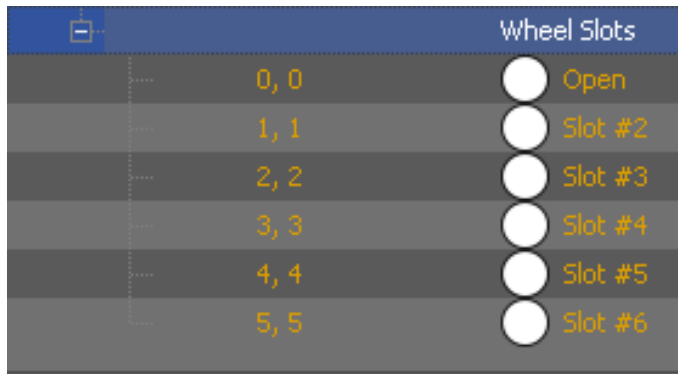 Wheel Slots
0, 0 Open
1, 1 Slot #2
2, 2 Slot #3
3, 3 Slot #4
4, 4 Slot #5
5, 5 Slot #6